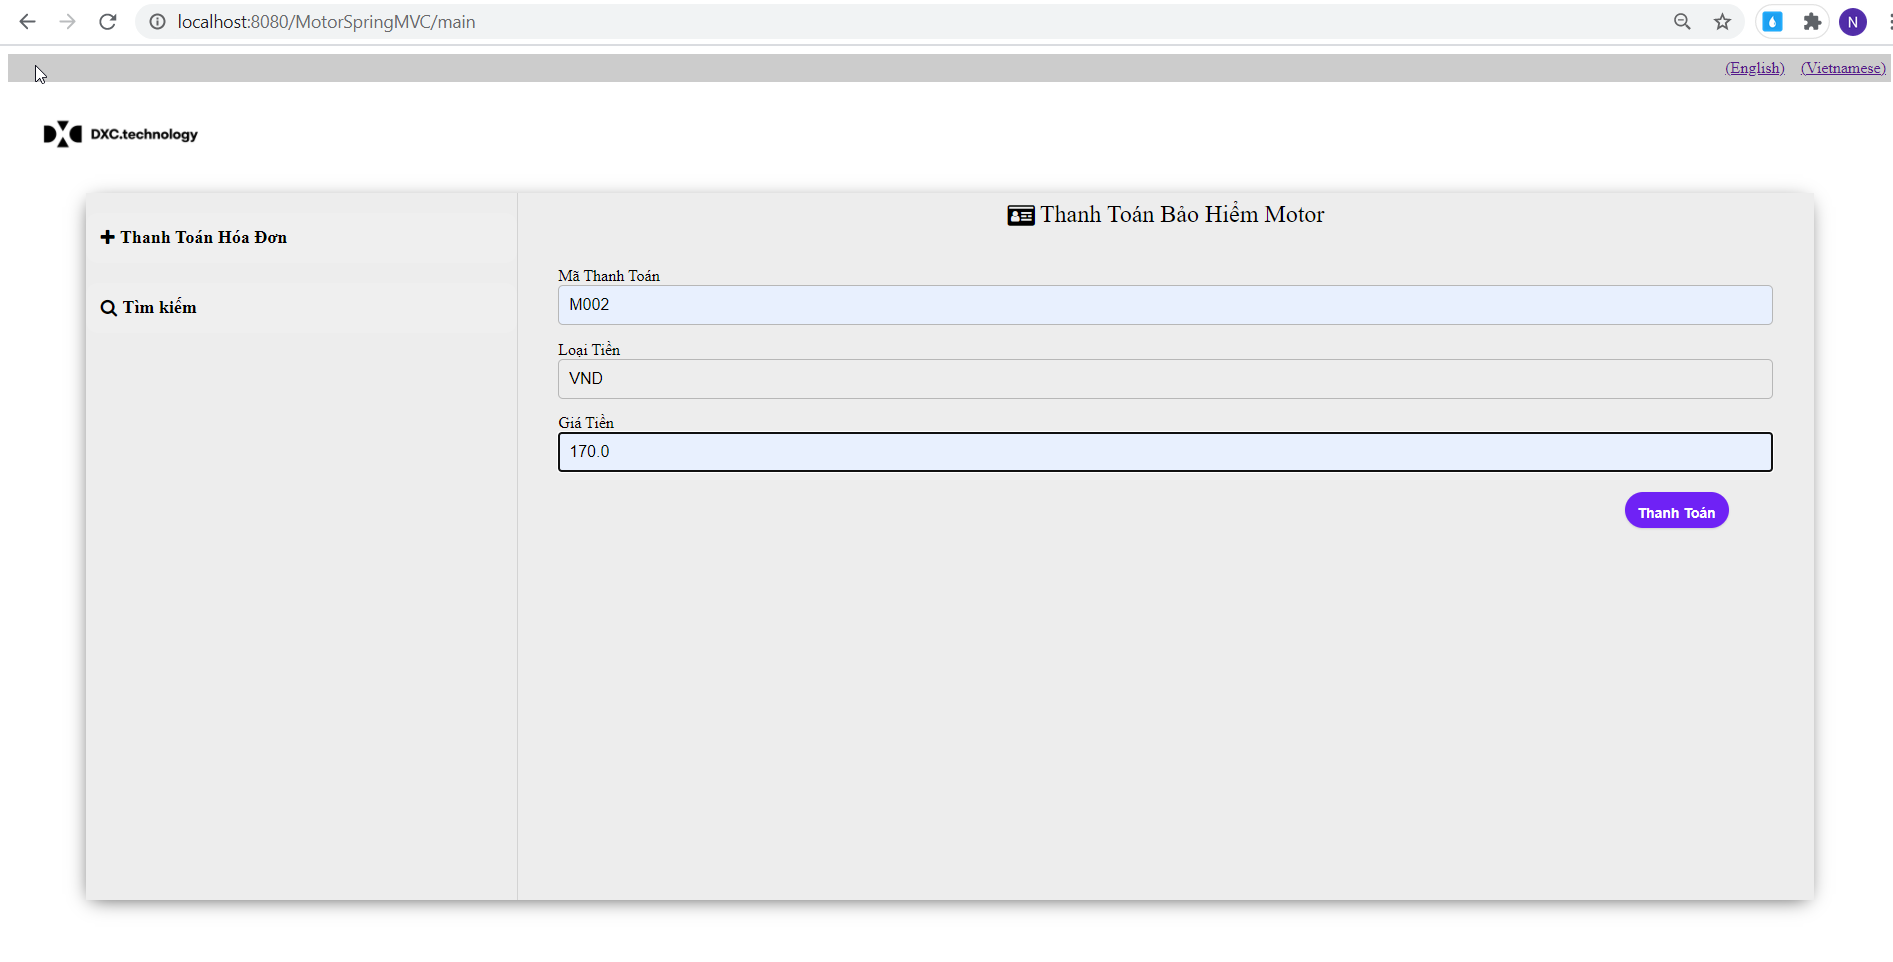 localhost:8080/MotorSpringMVC/main
N
(English) (Vietnamese)
DXC.technology
Thanh Toán Hóa Đơn
Tìm kiếm
Thanh Toán Bảo Hiểm Motor
Mã Thanh Toán
M002
Loại Tiền
VND
Giá Tiền
170.0
Thanh Toán